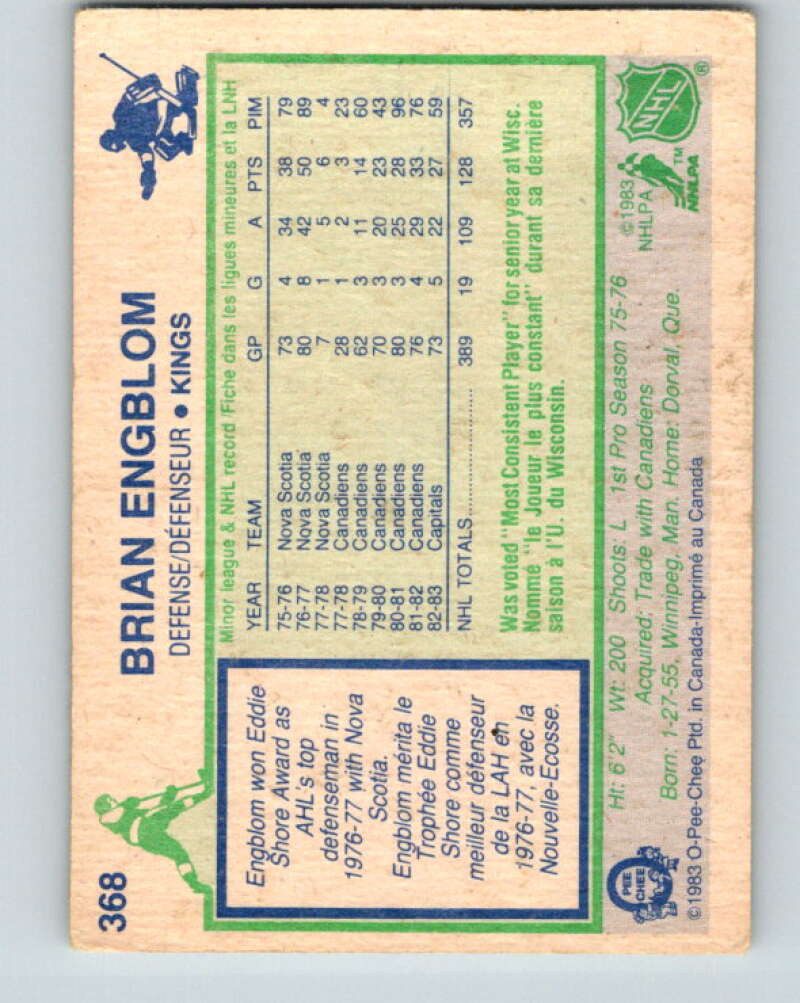 368
BRIAN ENGBLOM
DEFENSE/DÉFENSEUR • KINGS
Engblom won Eddie
Shore Award as
AHL's top
defenseman in
1976-77 with Nova
Scotia.
Engblom mérita le
Trophée Eddie
Shore comme
meilleur défenseur
de la LAH en
1976-77, avec la
Nouvelle-Ecosse.
Minor league & NHL record/Fiche dans les ligues mineures et la LNH
YEAR TEAM GP G A PTS PIM
75-76 Nova Scotia 73 4 34 38 79
76-77 Nova Scotia 80 8 42 50 89
77-78 Nova Scotia 7 1 5 6 4
77-78 Canadiens 28 1 2 3 23
78-79 Canadiens 62 3 11 14 60
79-80 Canadiens 70 3 20 23 43
80-81 Canadiens 80 3 25 28 96
81-82 Canadiens 76 4 29 33 76
82-83 Capitals 73 5 22 27 59
NHL TOTALS.................. 389 19 109 128 357
Was voted "Most Consistent Player" for senior year at Wisc.
Nommé "le Joueur le plus constant" durant sa dernière
saison à l'U. du Wisconsin.
Ht: 6'2" Wt: 200 Shoots: L 1st Pro Season 75-76
Acquired: Trade with Canadiens
Born: 1-27-55, Winnipeg, Man. Home: Dorval, Que.
©1983 O-Pee-Chee Ptd. in Canada-Imprimé au Canada
O PEE CHEE
©1983
NHLPA
NHL ®
NHLPA ™